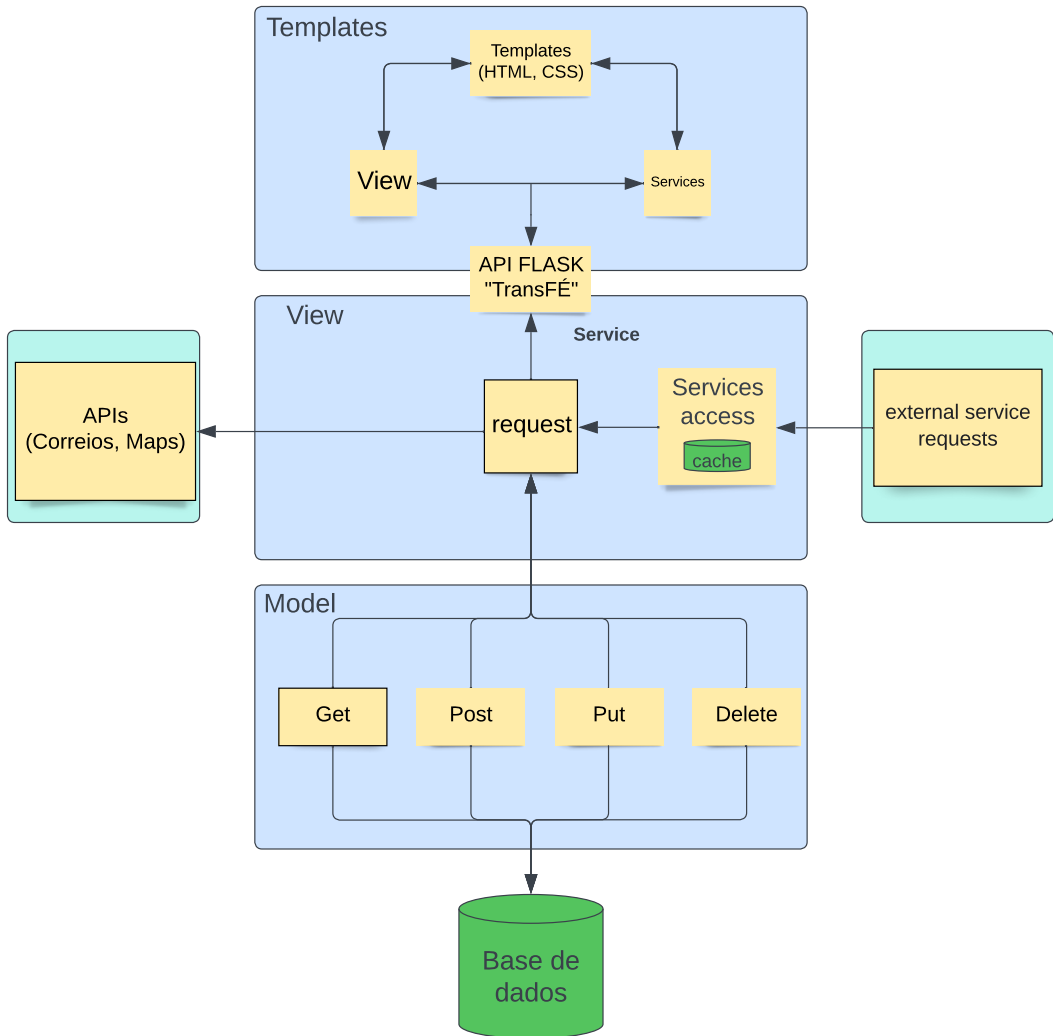 Templates
Templates
(HTML, CSS)
View
Services
API FLASK
"TransFÉ"
View
Service
APIs
(Correios, Maps)
request
Services
access
cache
external service
requests
Model
Get
Post
Put
Delete
Base de
dados